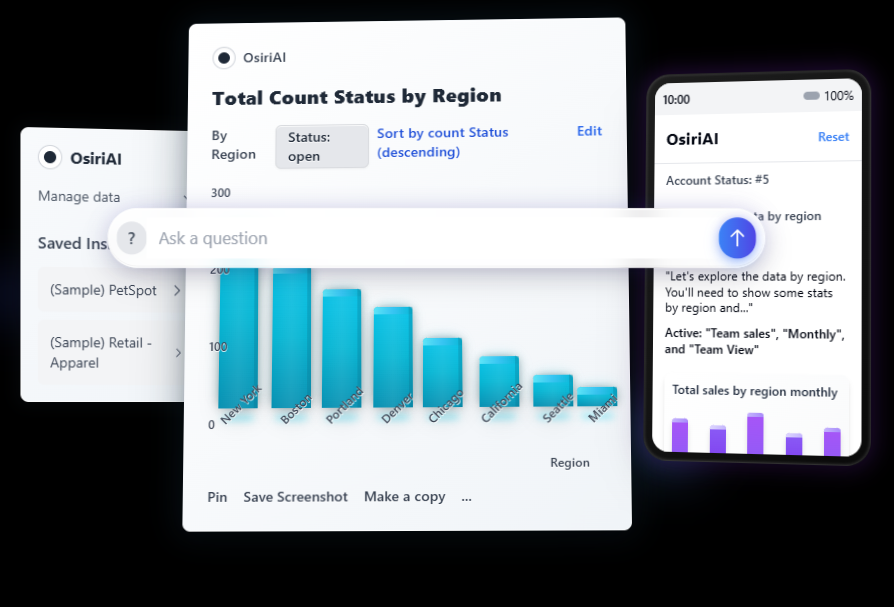 OsiriAI
Manage data
Saved Ins
(Sample) PetSpot
(Sample) Retail -
Apparel
OsiriAI
Total Count Status by Region
By
Region
Status:
open
Sort by count Status
(descending)
Edit
300
? Ask a question
200
100
0
New York
Boston
Portland
Denver
Chicago
California
Seattle
Miami
Region
Pin Save Screenshot Make a copy ...
10:00 100%
OsiriAI Reset
Account Status: #5
ta by region
"Let's explore the data by region.
You'll need to show some stats
by region and..."
Active: "Team sales", "Monthly",
and "Team View"
Total sales by region monthly